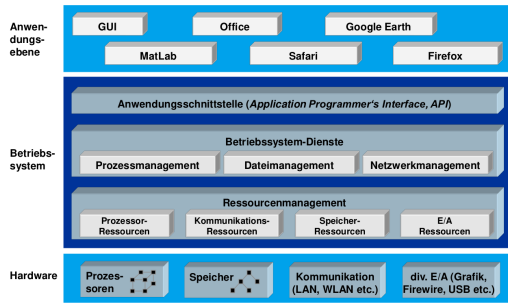 Anwen-
dungs-
ebene
GUI
Office
Google Earth
MatLab
Safari
Firefox
Betriebs-
system
Anwendungsschnittstelle (Application Programmer's Interface, API)
Betriebssystem-Dienste
Prozessmanagement
Dateimanagement
Netzwerkmanagement
Ressourcenmanagement
Prozessor-
Ressourcen
Kommunikations-
Ressourcen
Speicher-
Ressourcen
E/A
Ressourcen
Hardware
Prozes-
soren
Speicher
Kommunikation
(LAN, WLAN etc.)
div. E/A (Grafik,
Firewire, USB etc.)